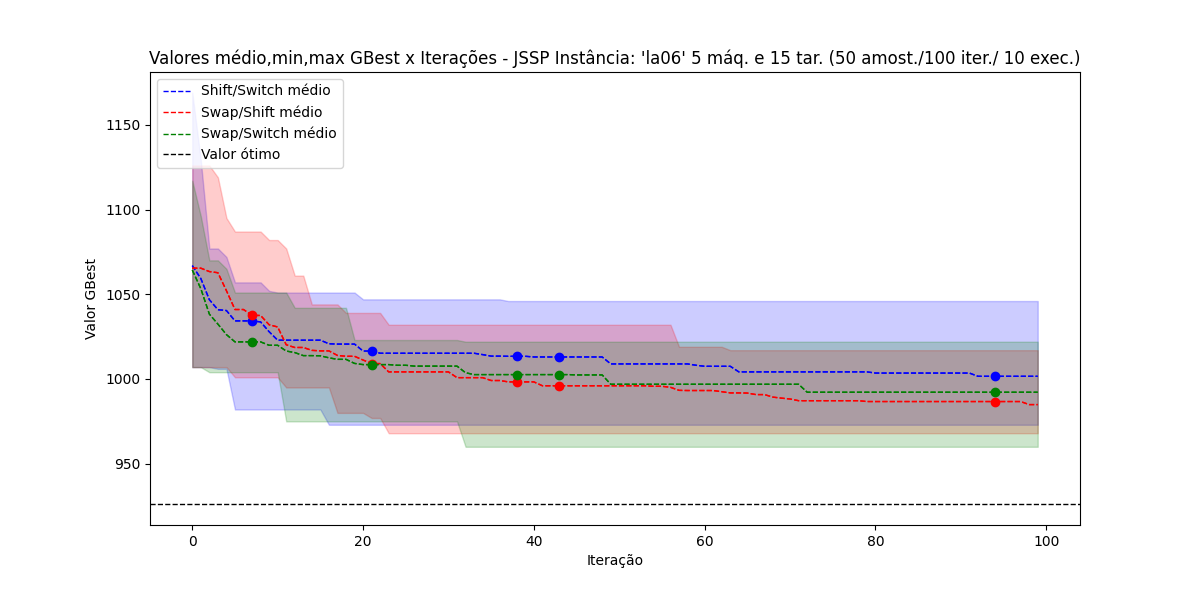 Valores médio,min,max GBest x Iterações - JSSP Instância: 'la06' 5 máq. e 15 tar. (50 amost./100 iter./ 10 exec.)
Shift/Switch médio
Swap/Shift médio
Swap/Switch médio
Valor ótimo
Valor GBest
1150
1100
1050
1000
950
0 20 40 60 80 100
Iteração